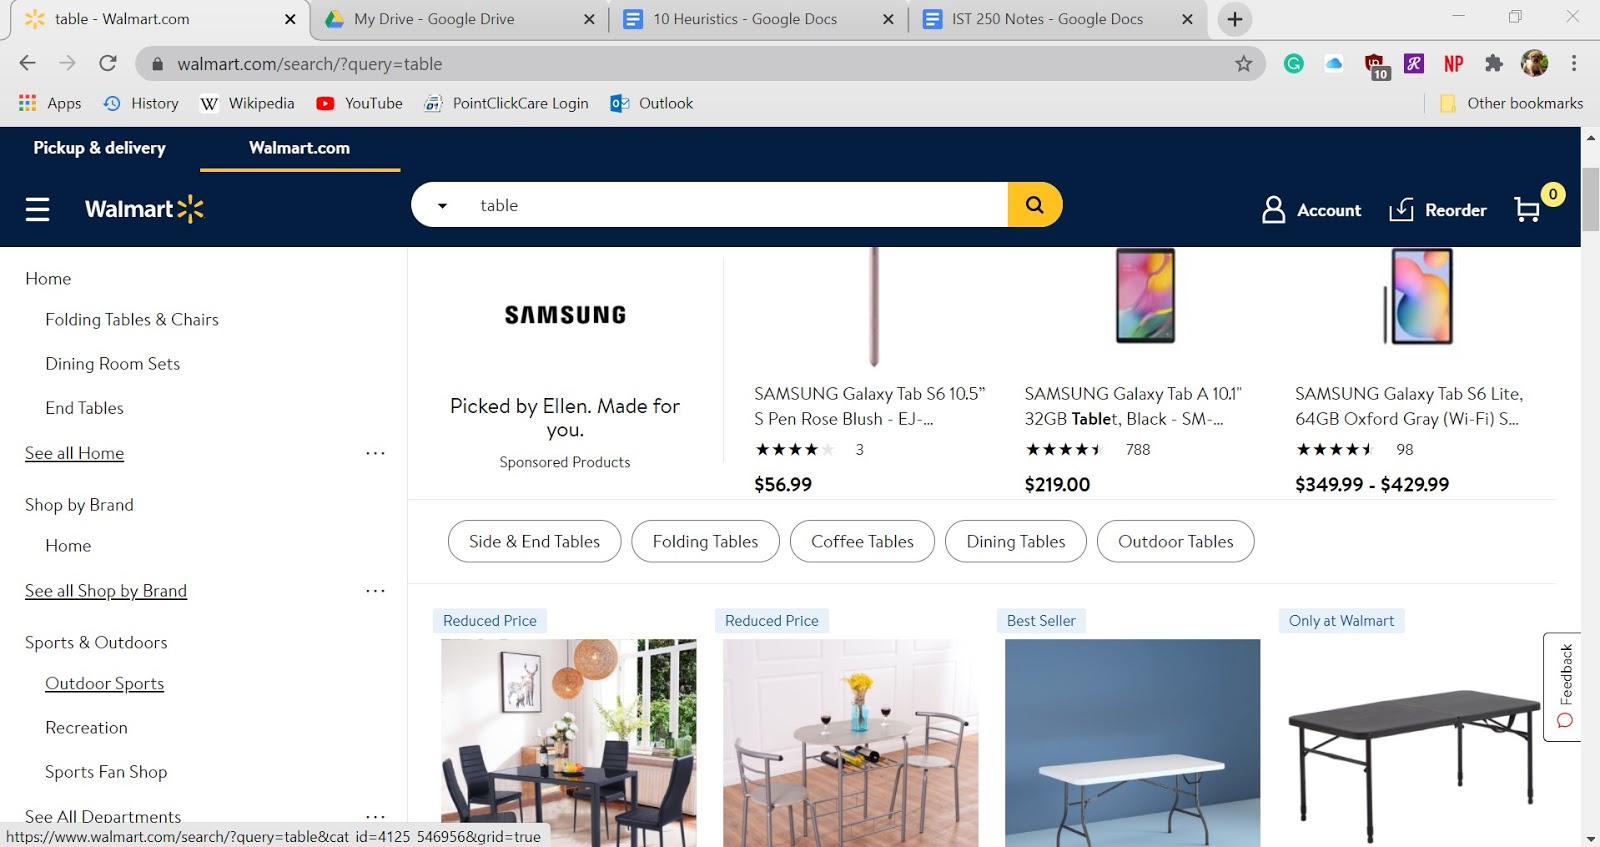 table - Walmart.com
My Drive - Google Drive
10 Heuristics - Google Docs
IST 250 Notes - Google Docs
walmart.com/search/?query=table
10
NP
Apps
History
W Wikipedia
YouTube
PointClickCare Login
Outlook
Other bookmarks
Pickup & delivery
Walmart.com
Walmart
table
Account
Reorder
0
Home
Folding Tables & Chairs
Dining Room Sets
End Tables
See all Home
Shop by Brand
Home
See all Shop by Brand
Sports & Outdoors
Outdoor Sports
Recreation
Sports Fan Shop
See All Departments
SAMSUNG
Picked by Ellen. Made for
you.
Sponsored Products
SAMSUNG Galaxy Tab S6 10.5”
S Pen Rose Blush - EJ-...
3
$56.99
SAMSUNG Galaxy Tab A 10.1"
32GB Tablet, Black - SM-...
788
$219.00
SAMSUNG Galaxy Tab S6 Lite,
64GB Oxford Gray (Wi-Fi) S...
98
$349.99 - $429.99
Side & End Tables
Folding Tables
Coffee Tables
Dining Tables
Outdoor Tables
Reduced Price
Reduced Price
Best Seller
Only at Walmart
Feedback
https://www.walmart.com/search/?query=table&cat_id=4125_546956&grid=true